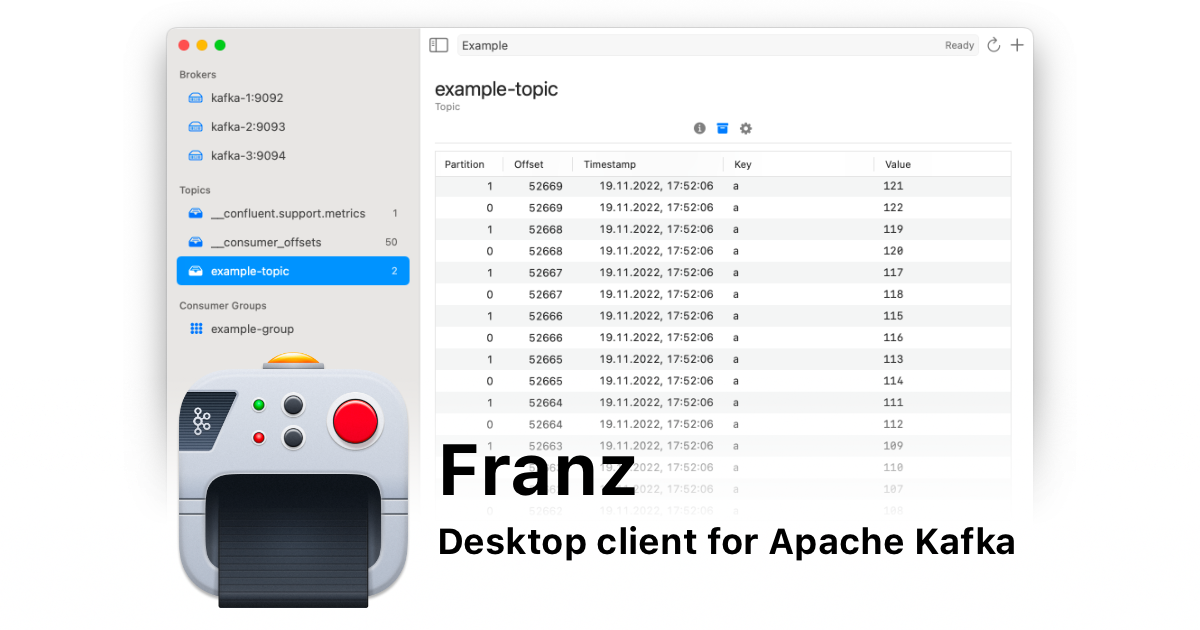 Example
Ready
Brokers
kafka-1:9092
kafka-2:9093
kafka-3:9094
Topics
__confluent.support.metrics 1
__consumer_offsets 50
example-topic 2
Consumer Groups
example-group
example-topic
Topic
Partition Offset Timestamp Key Value
1 52669 19.11.2022, 17:52:06 a 121
0 52669 19.11.2022, 17:52:06 a 122
1 52668 19.11.2022, 17:52:06 a 119
0 52668 19.11.2022, 17:52:06 a 120
1 52667 19.11.2022, 17:52:06 a 117
0 52667 19.11.2022, 17:52:06 a 118
1 52666 19.11.2022, 17:52:06 a 115
0 52666 19.11.2022, 17:52:06 a 116
1 52665 19.11.2022, 17:52:06 a 113
0 52665 19.11.2022, 17:52:06 a 114
1 52664 19.11.2022, 17:52:06 a 111
0 52664 19.11.2022, 17:52:06 a 112
1 52663 19.11.2022, 17:52:06 a 109
19.11.2022, 17:52:06 a 110
19.11.2022, 17:52:06 a 107
0 52662 19.11.2022, 17:52:06 a 108
Franz
Desktop client for Apache Kafka